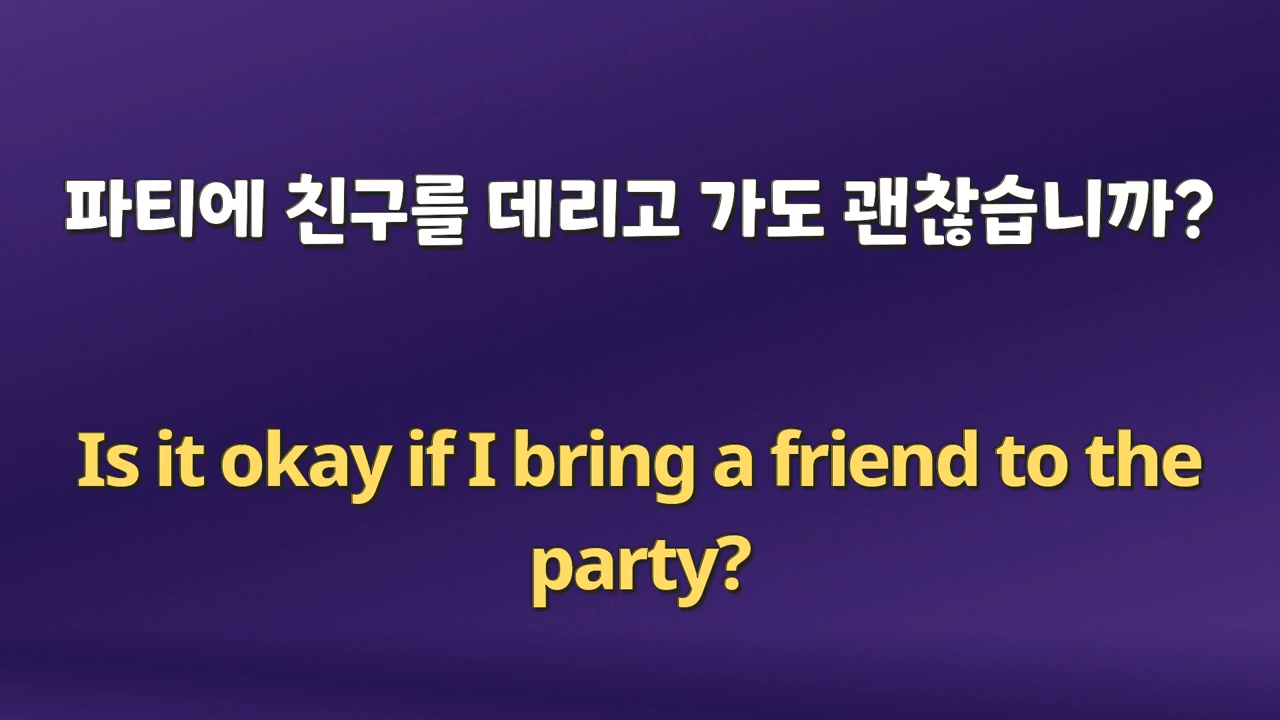 파티에 친구를 데리고 가도 괜찮습니까?
Is it okay if I bring a friend to the
party?